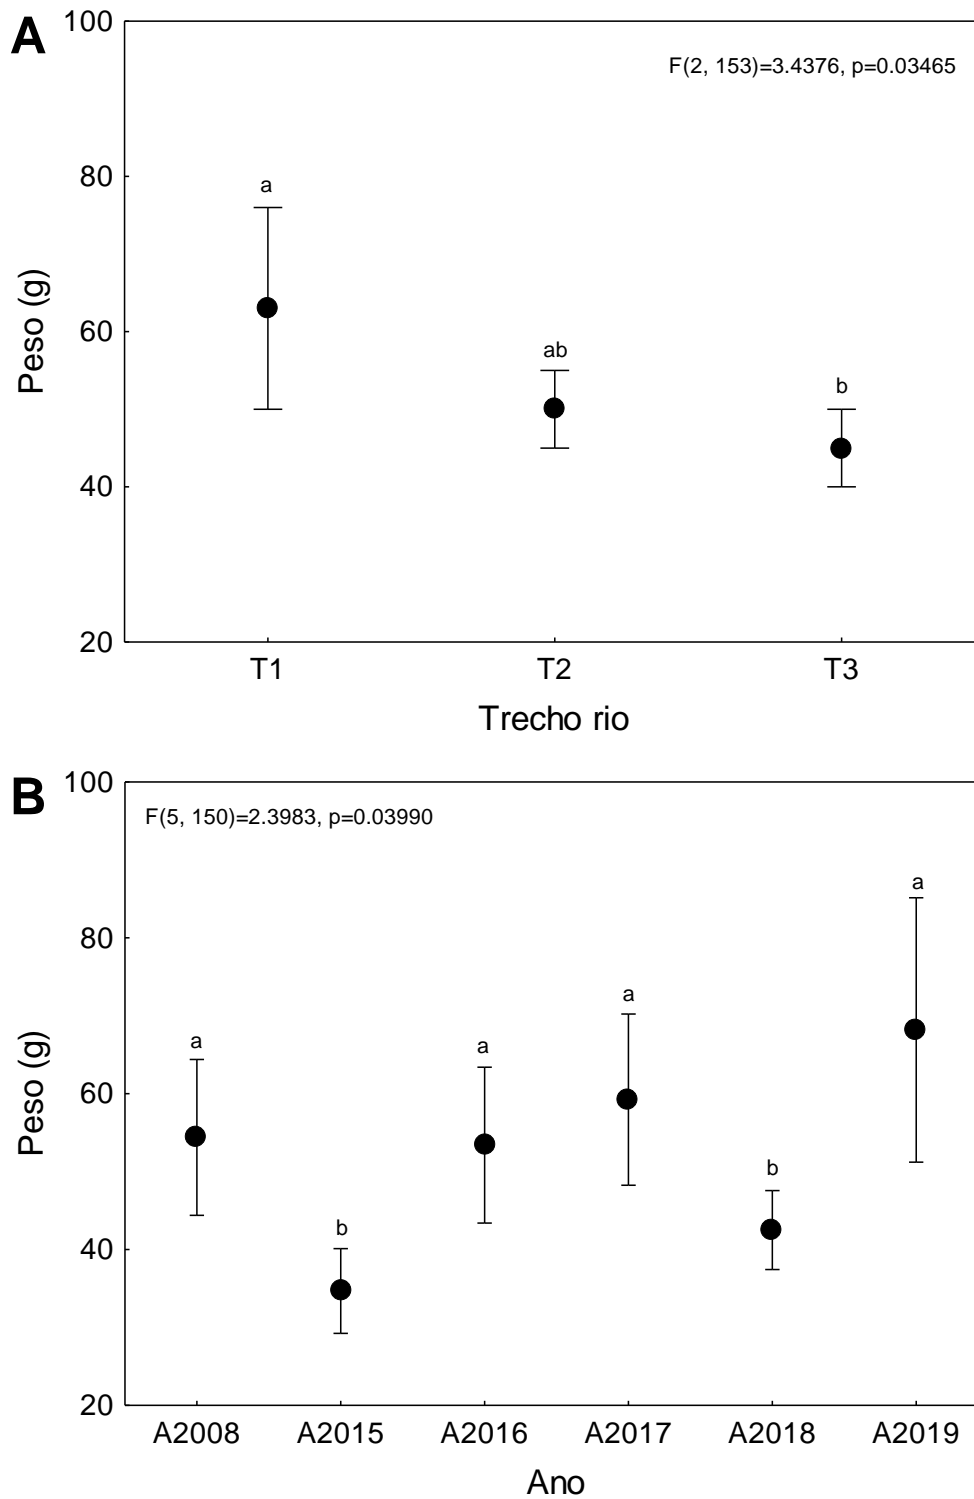 A
100
F(2, 153)=3.4376, p=0.03465
a
80
ab
b
Peso (g)
60
40
20
T1 T2 T3
Trecho rio
B
100
F(5, 150)=2.3983, p=0.03990
a
80
a
a
a
b
b
Peso (g)
60
40
20
A2008 A2015 A2016 A2017 A2018 A2019
Ano